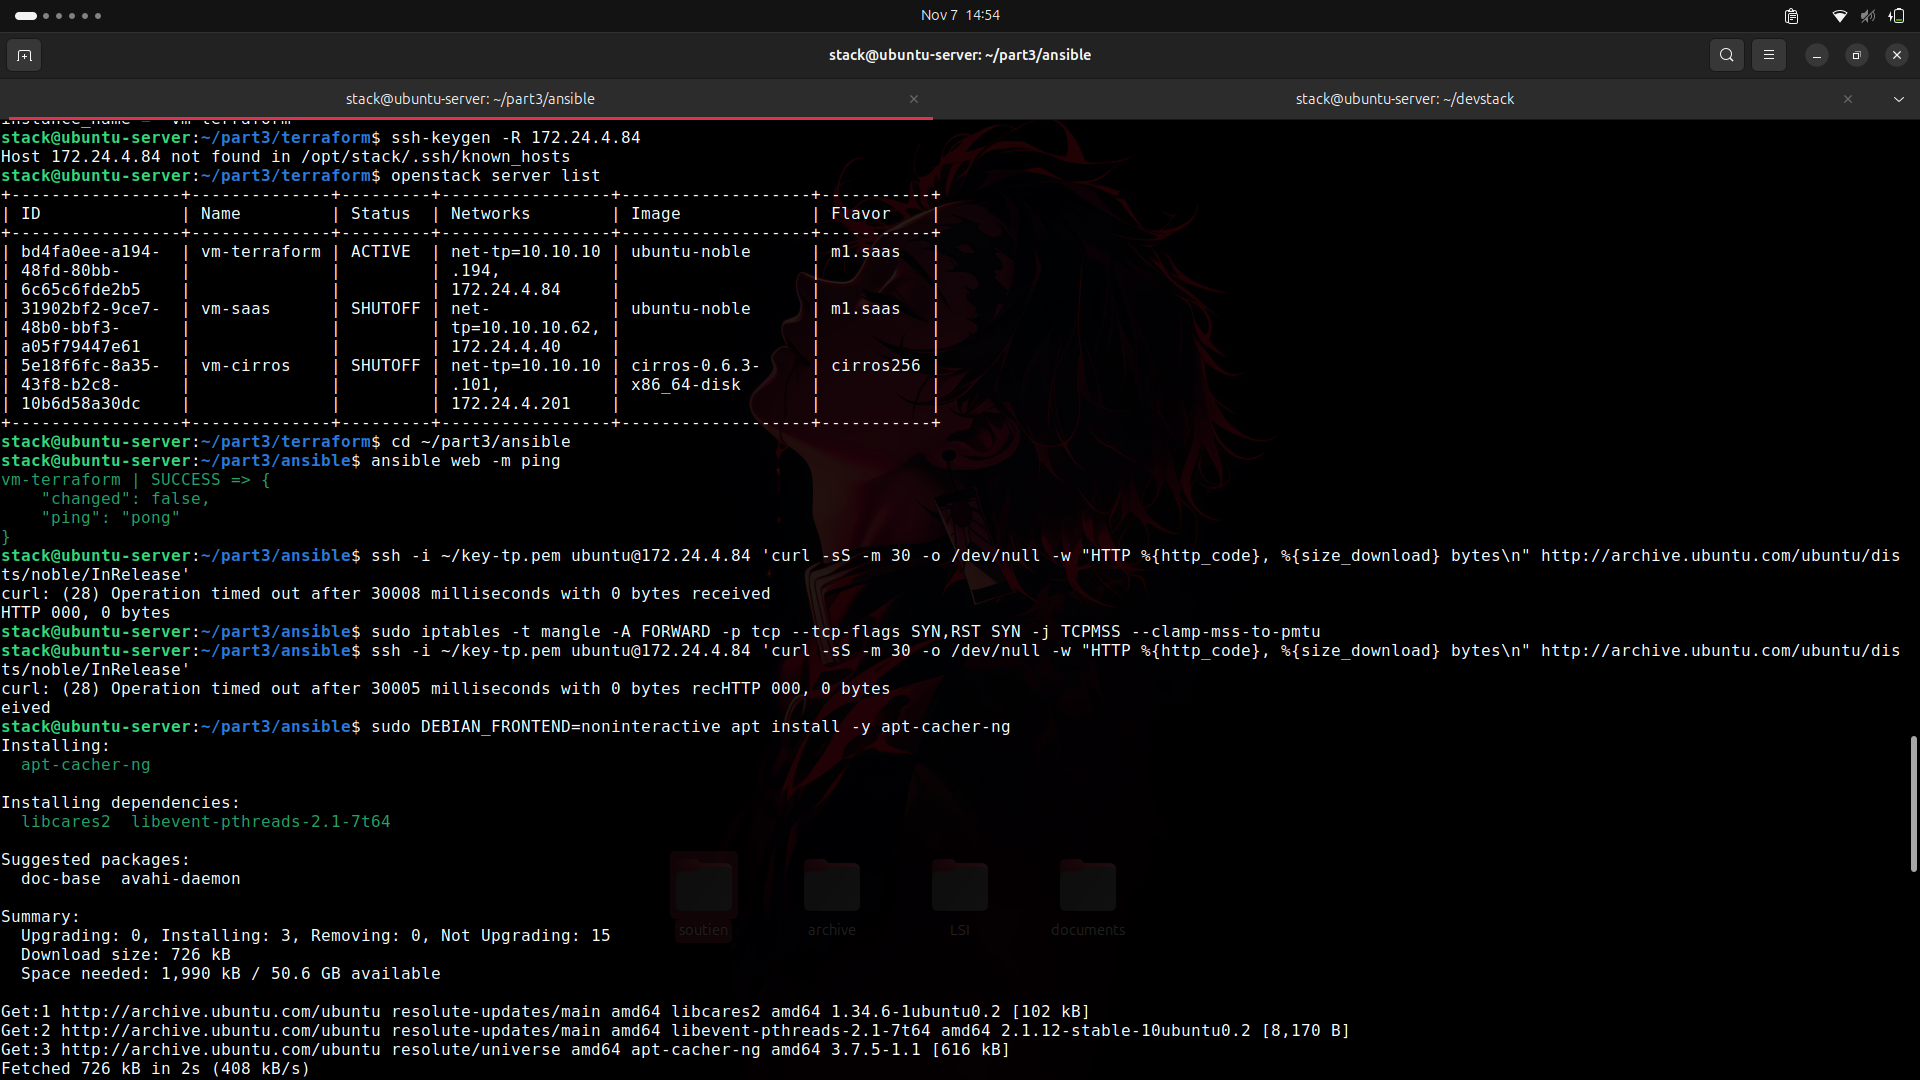 Nov 7 14:54
stack@ubuntu-server: ~/part3/ansible
stack@ubuntu-server: ~/part3/ansible
stack@ubuntu-server: ~/devstack
instance_name = "vm-terraform"
stack@ubuntu-server:~/part3/terraform$ ssh-keygen -R 172.24.4.84
Host 172.24.4.84 not found in /opt/stack/.ssh/known_hosts
stack@ubuntu-server:~/part3/terraform$ openstack server list
+-----------------+--------------+---------+-----------------+-------------------+-----------+
| ID              | Name         | Status  | Networks        | Image             | Flavor    |
+-----------------+--------------+---------+-----------------+-------------------+-----------+
| bd4fa0ee-a194-  | vm-terraform | ACTIVE  | net-tp=10.10.10 | ubuntu-noble      | m1.saas   |
| 48fd-80bb-      |              |         | .194,           |                   |           |
| 6c65c6fde2b5    |              |         | 172.24.4.84     |                   |           |
| 31902bf2-9ce7-  | vm-saas      | SHUTOFF | net-            | ubuntu-noble      | m1.saas   |
| 48b0-bbf3-      |              |         | tp=10.10.10.62, |                   |           |
| a05f79447e61    |              |         | 172.24.4.40     |                   |           |
| 5e18f6fc-8a35-  | vm-cirros    | SHUTOFF | net-tp=10.10.10 | cirros-0.6.3-     | cirros256 |
| 43f8-b2c8-      |              |         | .101,           | x86_64-disk       |           |
| 10b6d58a30dc    |              |         | 172.24.4.201    |                   |           |
+-----------------+--------------+---------+-----------------+-------------------+-----------+
stack@ubuntu-server:~/part3/terraform$ cd ~/part3/ansible
stack@ubuntu-server:~/part3/ansible$ ansible web -m ping
vm-terraform | SUCCESS => {
    "changed": false,
    "ping": "pong"
}
stack@ubuntu-server:~/part3/ansible$ ssh -i ~/key-tp.pem ubuntu@172.24.4.84 'curl -sS -m 30 -o /dev/null -w "HTTP %{http_code}, %{size_download} bytes\n" http://archive.ubuntu.com/ubuntu/dis
ts/noble/InRelease'
curl: (28) Operation timed out after 30008 milliseconds with 0 bytes received
HTTP 000, 0 bytes
stack@ubuntu-server:~/part3/ansible$ sudo iptables -t mangle -A FORWARD -p tcp --tcp-flags SYN,RST SYN -j TCPMSS --clamp-mss-to-pmtu
stack@ubuntu-server:~/part3/ansible$ ssh -i ~/key-tp.pem ubuntu@172.24.4.84 'curl -sS -m 30 -o /dev/null -w "HTTP %{http_code}, %{size_download} bytes\n" http://archive.ubuntu.com/ubuntu/dis
ts/noble/InRelease'
curl: (28) Operation timed out after 30005 milliseconds with 0 bytes recHTTP 000, 0 bytes
eived
stack@ubuntu-server:~/part3/ansible$ sudo DEBIAN_FRONTEND=noninteractive apt install -y apt-cacher-ng
Installing:
  apt-cacher-ng

Installing dependencies:
  libcares2  libevent-pthreads-2.1-7t64

Suggested packages:
  doc-base  avahi-daemon

Summary:
  Upgrading: 0, Installing: 3, Removing: 0, Not Upgrading: 15
  Download size: 726 kB
  Space needed: 1,990 kB / 50.6 GB available

Get:1 http://archive.ubuntu.com/ubuntu resolute-updates/main amd64 libcares2 amd64 1.34.6-1ubuntu0.2 [102 kB]
Get:2 http://archive.ubuntu.com/ubuntu resolute-updates/main amd64 libevent-pthreads-2.1-7t64 amd64 2.1.12-stable-10ubuntu0.2 [8,170 B]
Get:3 http://archive.ubuntu.com/ubuntu resolute/universe amd64 apt-cacher-ng amd64 3.7.5-1.1 [616 kB]
Fetched 726 kB in 2s (408 kB/s)
soutien
archive
LSI
documents